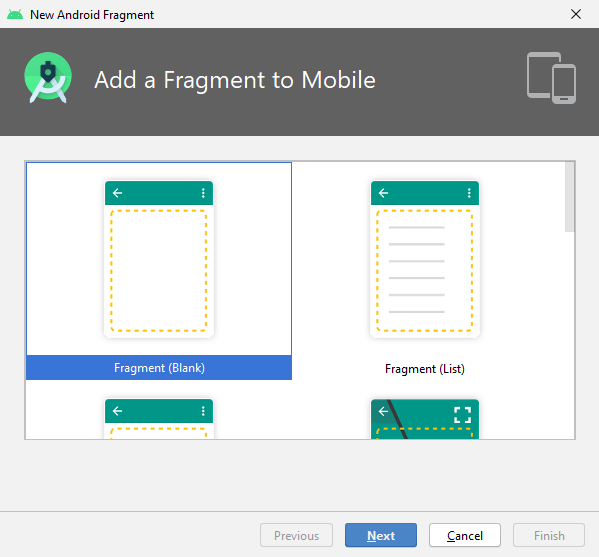 New Android Fragment
Add a Fragment to Mobile
Fragment (Blank)
Fragment (List)
Previous
Next
Cancel
Finish